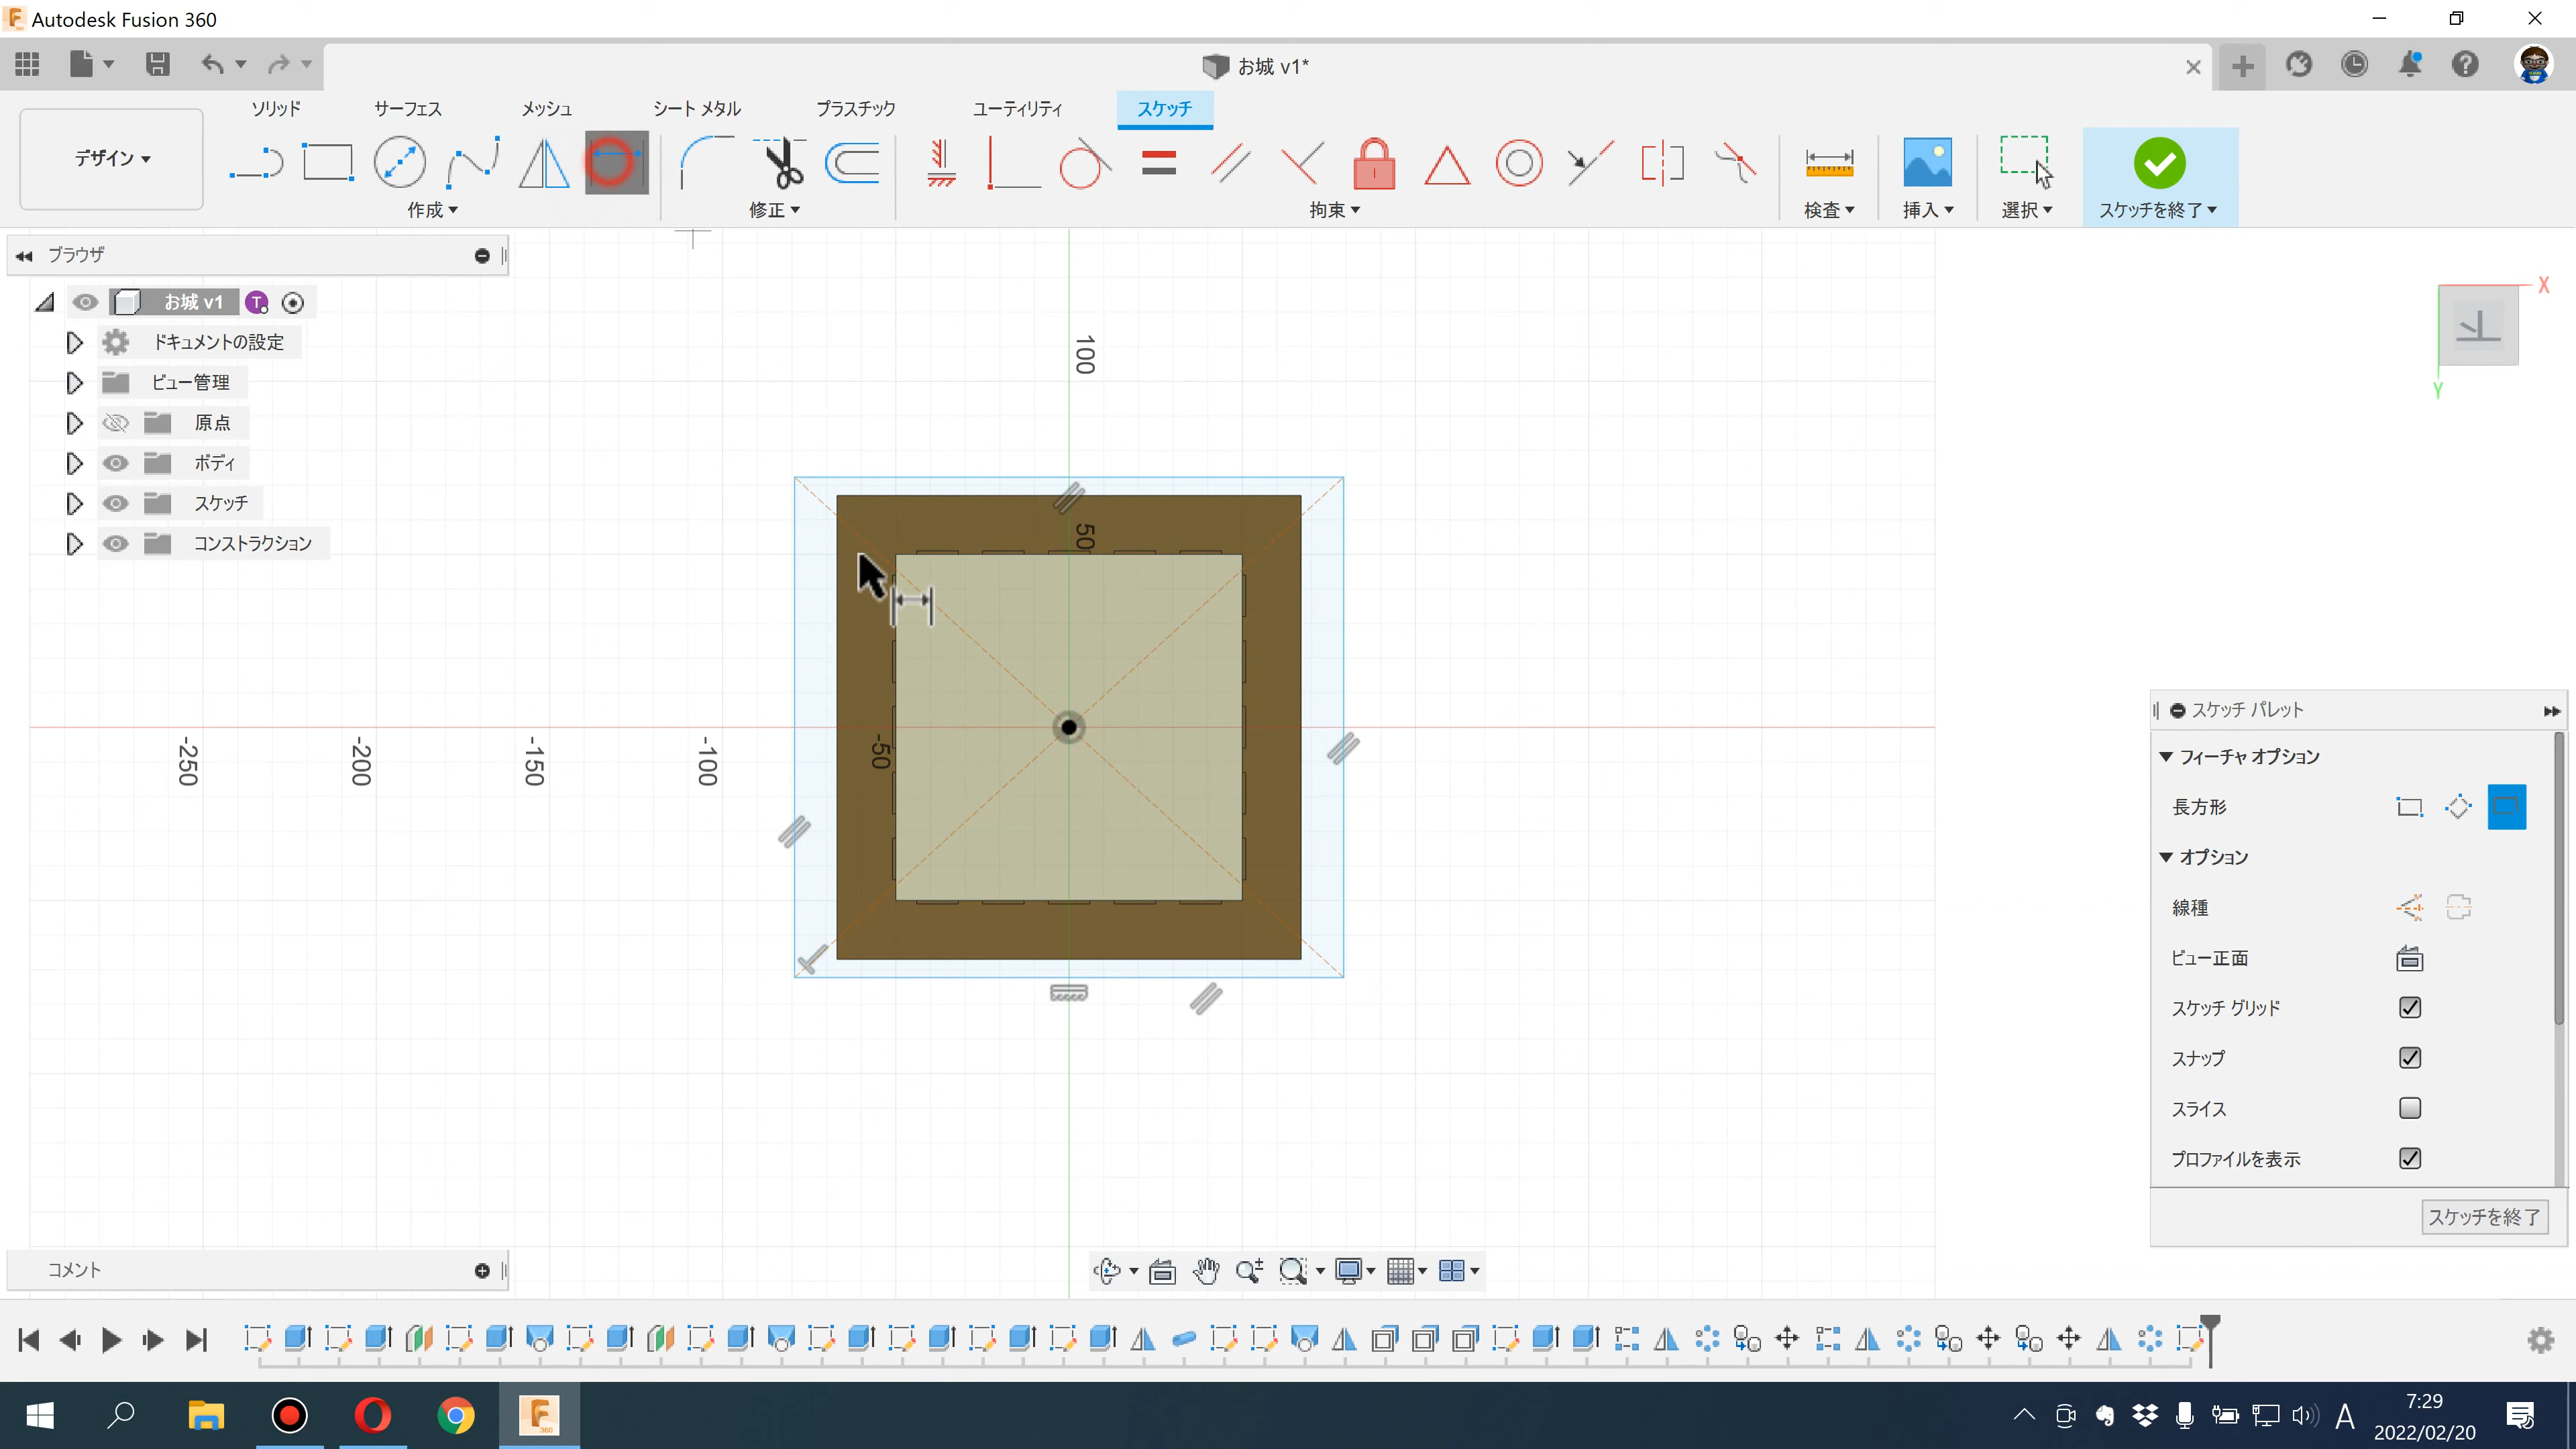 Autodesk Fusion 360
お城 v1*
ソリッド
サーフェス
メッシュ
シート メタル
プラスチック
ユーティリティ
スケッチ
デザイン
作成
修正
拘束
検査
挿入
選択
スケッチを終了
ブラウザ
お城 v1
T
ドキュメントの設定
ビュー管理
原点
ボディ
スケッチ
コンストラクション
100
50
-250
-200
-150
-100
-50
X
Y
上
スケッチ パレット
フィーチャ オプション
長方形
オプション
線種
ビュー正面
スケッチ グリッド
スナップ
スライス
プロファイルを表示
スケッチを終了
コメント
A
7:29
2022/02/20